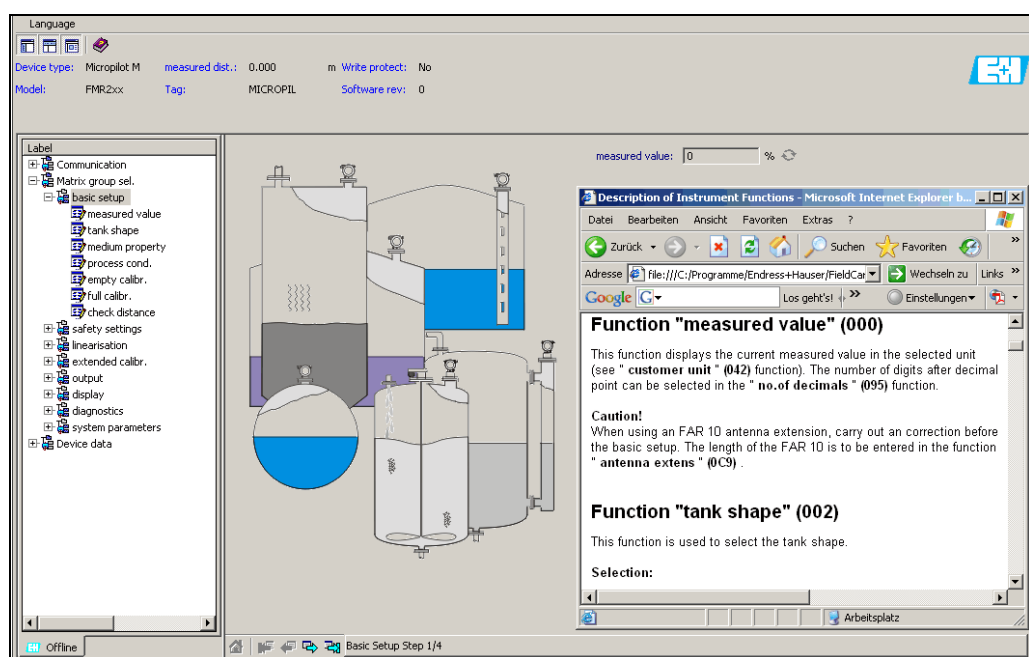 Language
Device type: Micropilot M measured dist.: 0.000 m Write protect: No
Model: FMR2xx Tag: MICROPIL Software rev: 0
E+H
Label
Communication
Matrix group sel.
basic setup
measured value
tank shape
medium property
process cond.
empty calibr.
full calibr.
check distance
safety settings
linearisation
extended calibr.
output
display
diagnostics
system parameters
Device data
measured value: 0 %
Description of Instrument Functions - Microsoft Internet Explorer b...
Datei Bearbeiten Ansicht Favoriten Extras ?
Zurück Suchen Favoriten »
Adresse file:///C:/Programme/Endress+Hauser/FieldCar Wechseln zu Links »
Google G Los geht's! » Einstellungen
Function "measured value" (000)
This function displays the current measured value in the selected unit
(see " customer unit " (042) function). The number of digits after decimal
point can be selected in the " no.of decimals " (095) function.
Caution!
When using an FAR 10 antenna extension, carry out an correction before
the basic setup. The length of the FAR 10 is to be entered in the function
" antenna extens " (0C9) .
Function "tank shape" (002)
This function is used to select the tank shape.
Selection:
Arbeitsplatz
Offline
Basic Setup Step 1/4